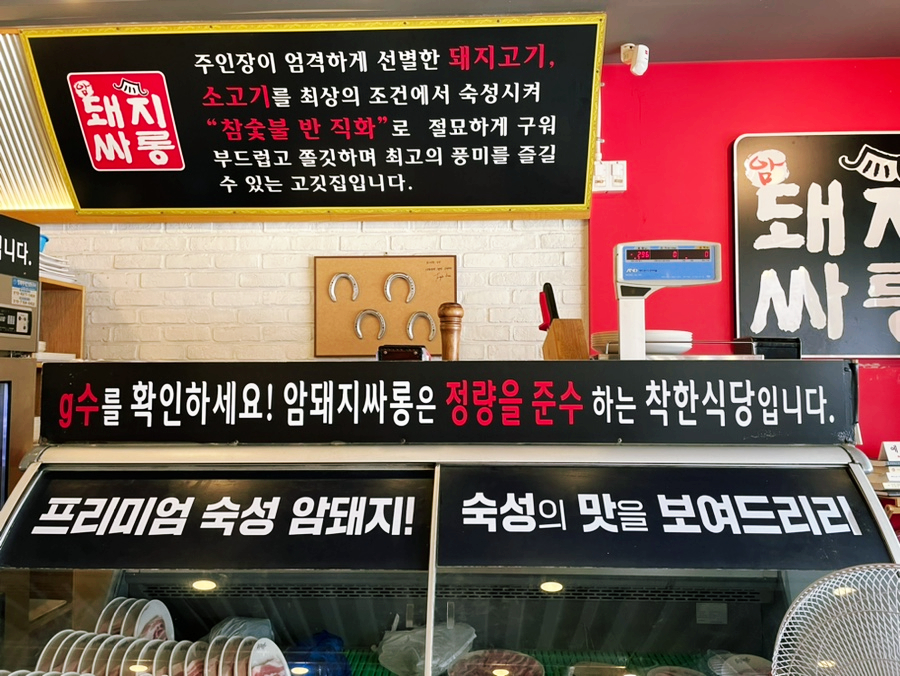 주인장이 엄격하게 선별한 돼지고기,
소고기를 최상의 조건에서 숙성시켜
“참숯불 반 직화”로 절묘하게 구워
부드럽고 쫄깃하며 최고의 풍미를 즐길
수 있는 고깃집입니다.
암
돼지
싸롱
암
돼지
싸롱
니다.
296 0 0
g수를 확인하세요! 암돼지싸롱은 정량을 준수 하는 착한식당입니다.
프리미엄 숙성 암돼지!
숙성의 맛을 보여드리리